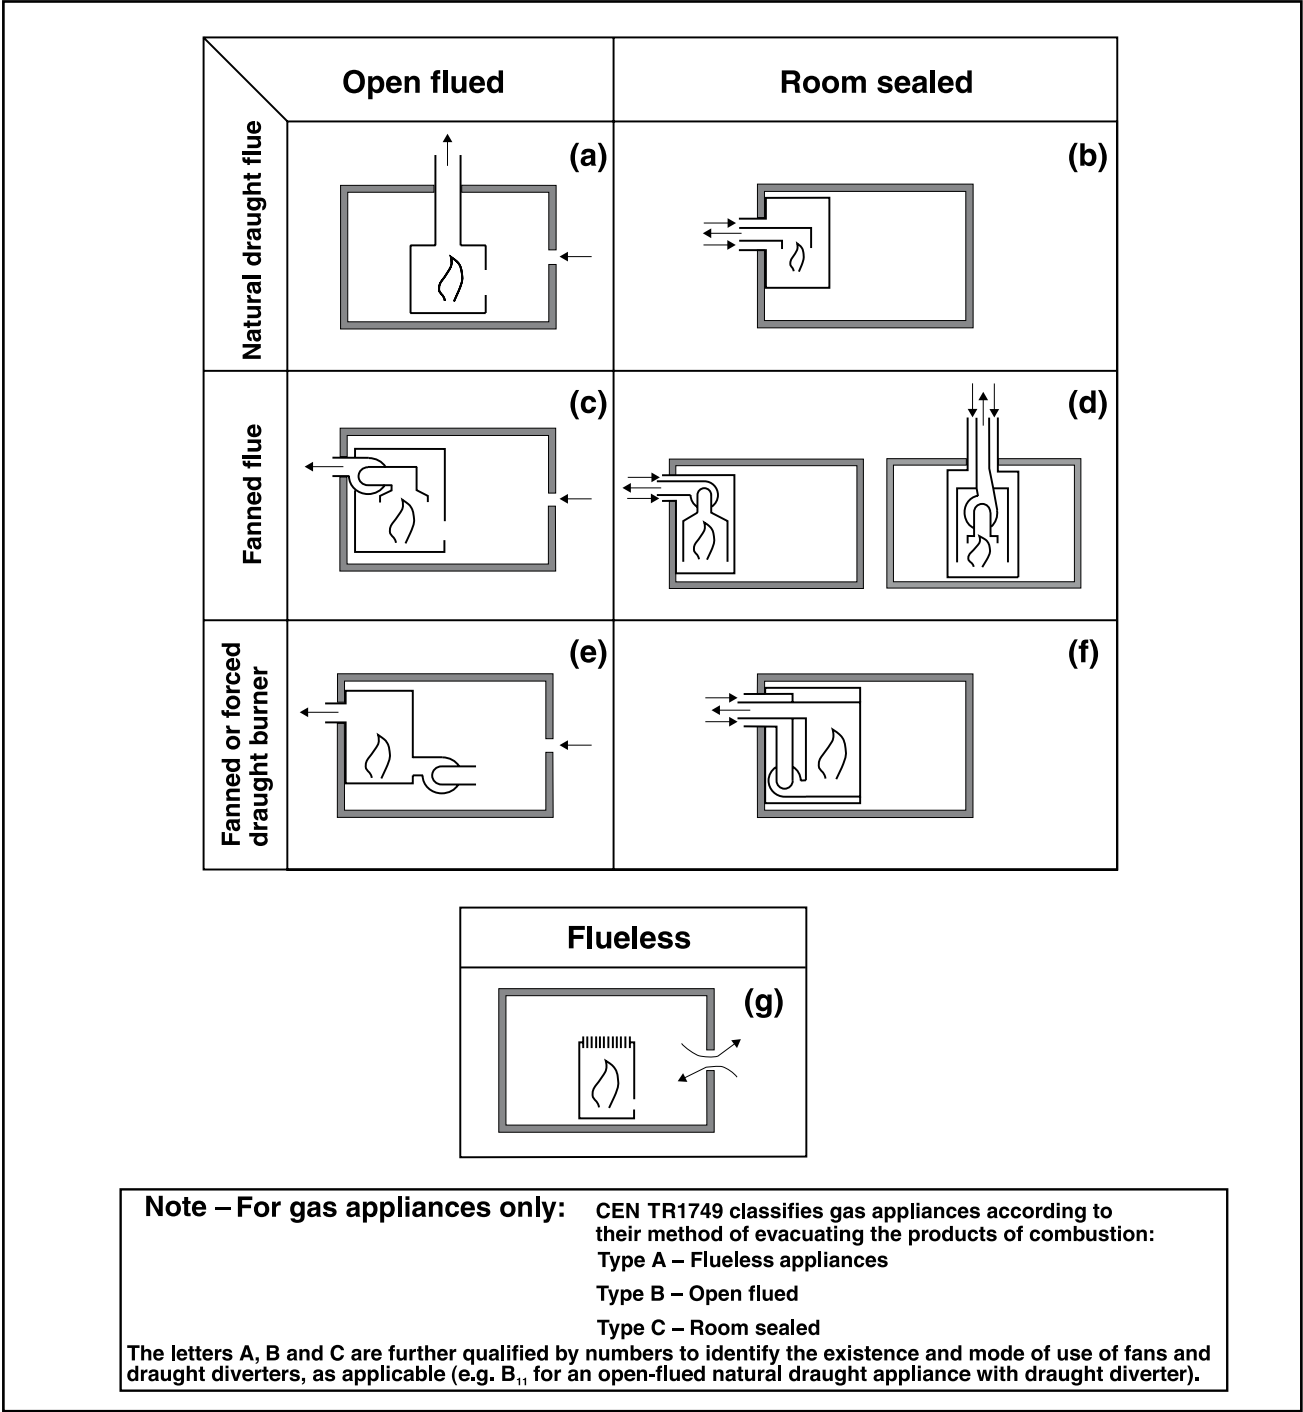 Open flued
Room sealed
Natural draught flue
(a)
(b)
Fanned flue
(c)
(d)
Fanned or forced
draught burner
(e)
(f)
Flueless
(g)
Note – For gas appliances only:
CEN TR1749 classifies gas appliances according to
their method of evacuating the products of combustion:
Type A – Flueless appliances
Type B – Open flued
Type C – Room sealed
The letters A, B and C are further qualified by numbers to identify the existence and mode of use of fans and
draught diverters, as applicable (e.g. B₁₁ for an open-flued natural draught appliance with draught diverter).